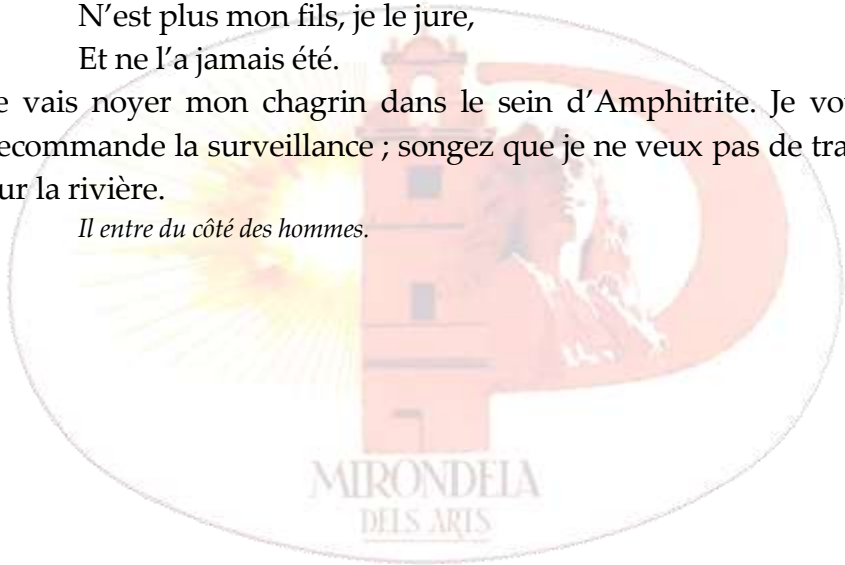 N’est plus mon fils, je le jure,
Et ne l’a jamais été.
e vais noyer mon chagrin dans le sein d’Amphitrite. Je vo
ecommande la surveillance ; songez que je ne veux pas de tra
ur la rivière.
Il entre du côté des hommes.
MIRONDELA
DELS ARTS